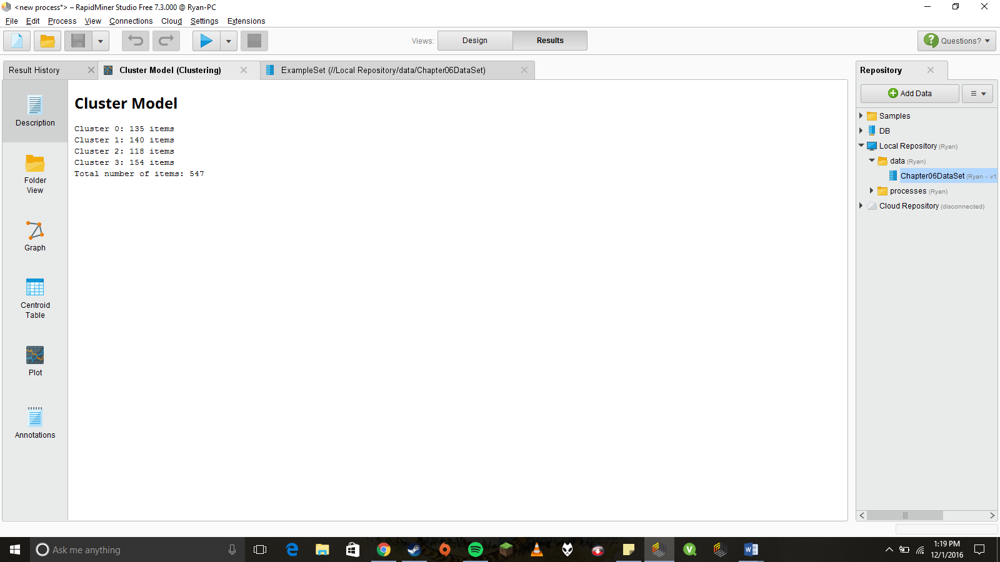 <new process*> – RapidMiner Studio Free 7.3.000 @ Ryan-PC
File Edit Process View Connections Cloud Settings Extensions
Views: Design Results
Questions?
Result History
Cluster Model (Clustering)
ExampleSet (//Local Repository/data/Chapter06DataSet)
Repository
Description
Folder
View
Graph
Centroid
Table
Plot
Annotations
Cluster Model
Cluster 0: 135 items
Cluster 1: 140 items
Cluster 2: 118 items
Cluster 3: 154 items
Total number of items: 547
Add Data
Samples
DB
Local Repository (Ryan)
data (Ryan)
Chapter06DataSet (Ryan - v1
processes (Ryan)
Cloud Repository (disconnected)
Ask me anything
1:19 PM
12/1/2016